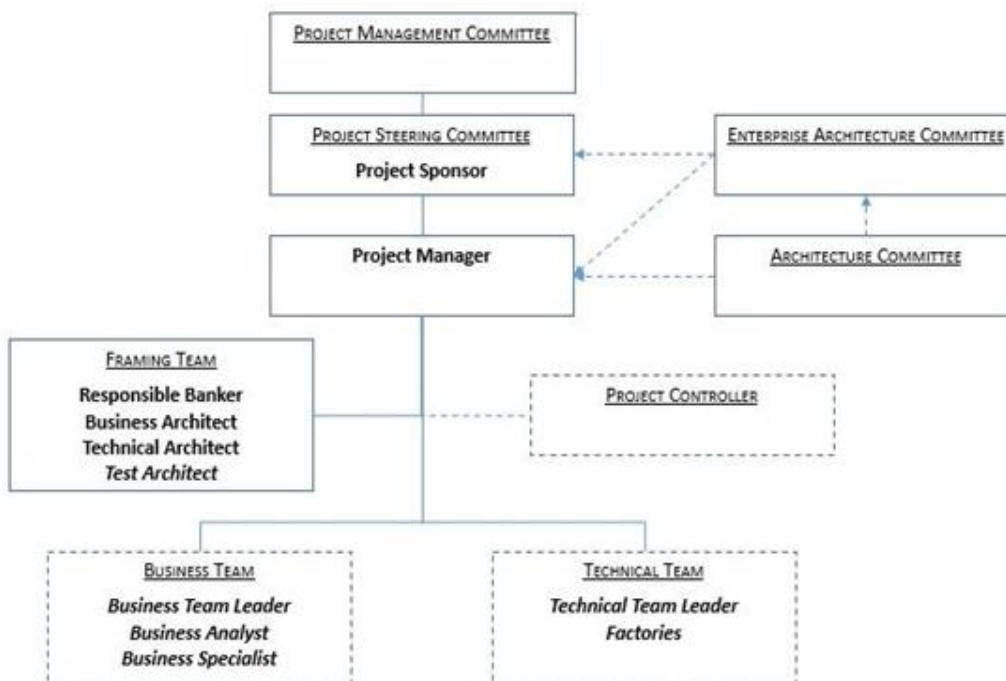 PROJECT MANAGEMENT COMMITTEE
PROJECT STEERING COMMITTEE
Project Sponsor
ENTERPRISE ARCHITECTURE COMMITTEE
Project Manager
ARCHITECTURE COMMITTEE
FRAMING TEAM
Responsible Banker
Business Architect
Technical Architect
Test Architect
PROJECT CONTROLLER
BUSINESS TEAM
Business Team Leader
Business Analyst
Business Specialist
TECHNICAL TEAM
Technical Team Leader
Factories